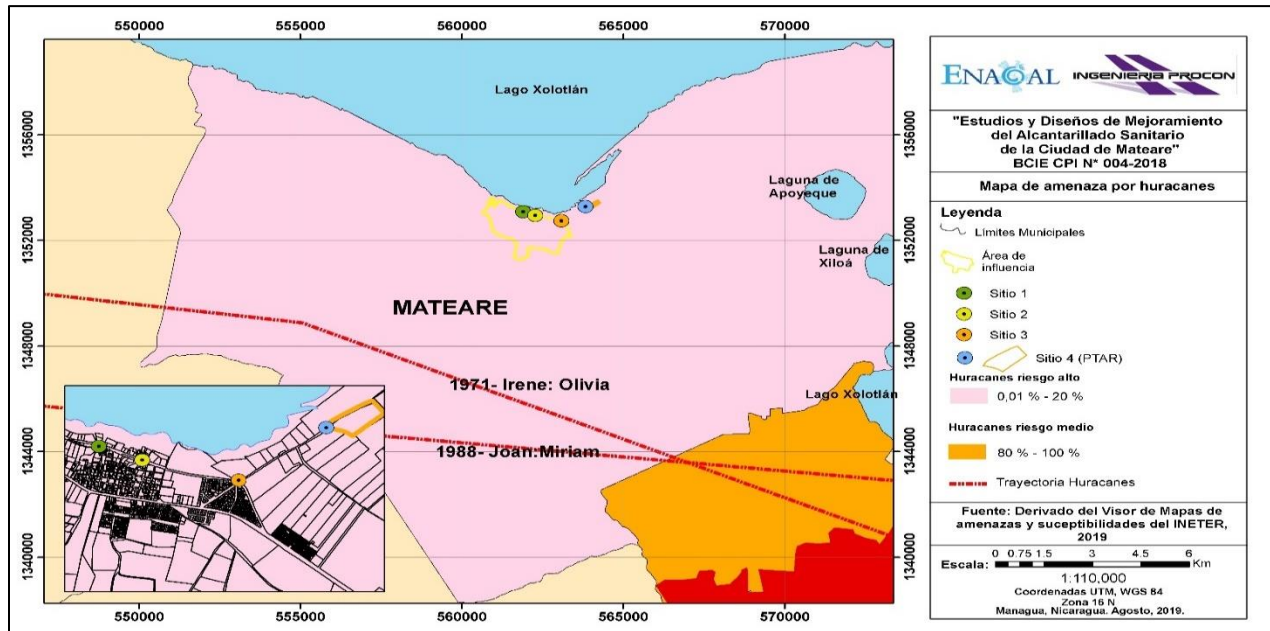 550000 555000 560000 565000 570000
1356000
1352000
1348000
1344000
1340000
Lago Xolotlán
Laguna de
Apoyeque
Laguna de
Xiloá
MATEARE
1971- Irene: Olivia
Lago Xolotlán
1988- Joan:Miriam
1356000
1352000
1348000
1344000
1340000
550000 555000 560000 565000 570000
ENACAL INGENIERIA PROCON
"Estudios y Diseños de Mejoramiento
del Alcantarillado Sanitario
de la Ciudad de Mateare"
BCIE CPI N* 004-2018
Mapa de amenaza por huracanes
Leyenda
Límites Municipales
Área de
influencia
Sitio 1
Sitio 2
Sitio 3
Sitio 4 (PTAR)
Huracanes riesgo alto
0,01 % - 20 %
Huracanes riesgo medio
80 % - 100 %
Trayectoria Huracanes
Fuente: Derivado del Visor de Mapas de
amenazas y suceptibilidades del INETER,
2019
0 0.75 1.5 3 4.5 6
Escala: Km
1:110,000
Coordenadas UTM, WGS 84
Zona 16 N
Managua, Nicaragua. Agosto, 2019.